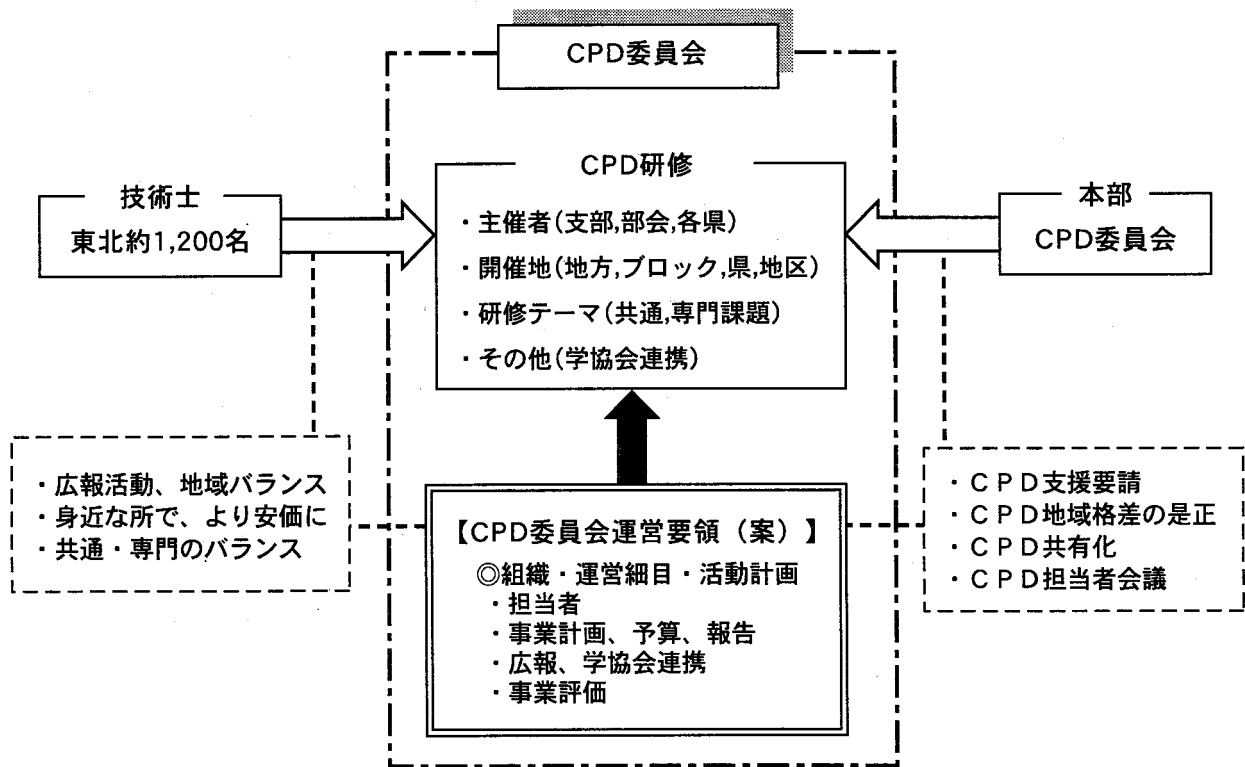 CPD委員会
CPD研修
・主催者(支部,部会,各県)
・開催地(地方,ブロック,県,地区)
・研修テーマ(共通,専門課題)
・その他(学協会連携)
技術士
東北約1,200名
本部
CPD委員会
・広報活動、地域バランス
・身近な所で、より安価に
・共通・専門のバランス
【CPD委員会運営要領（案）】
◎組織・運営細目・活動計画
・担当者
・事業計画、予算、報告
・広報、学協会連携
・事業評価
・ＣＰＤ支援要請
・ＣＰＤ地域格差の是正
・ＣＰＤ共有化
・ＣＰＤ担当者会議